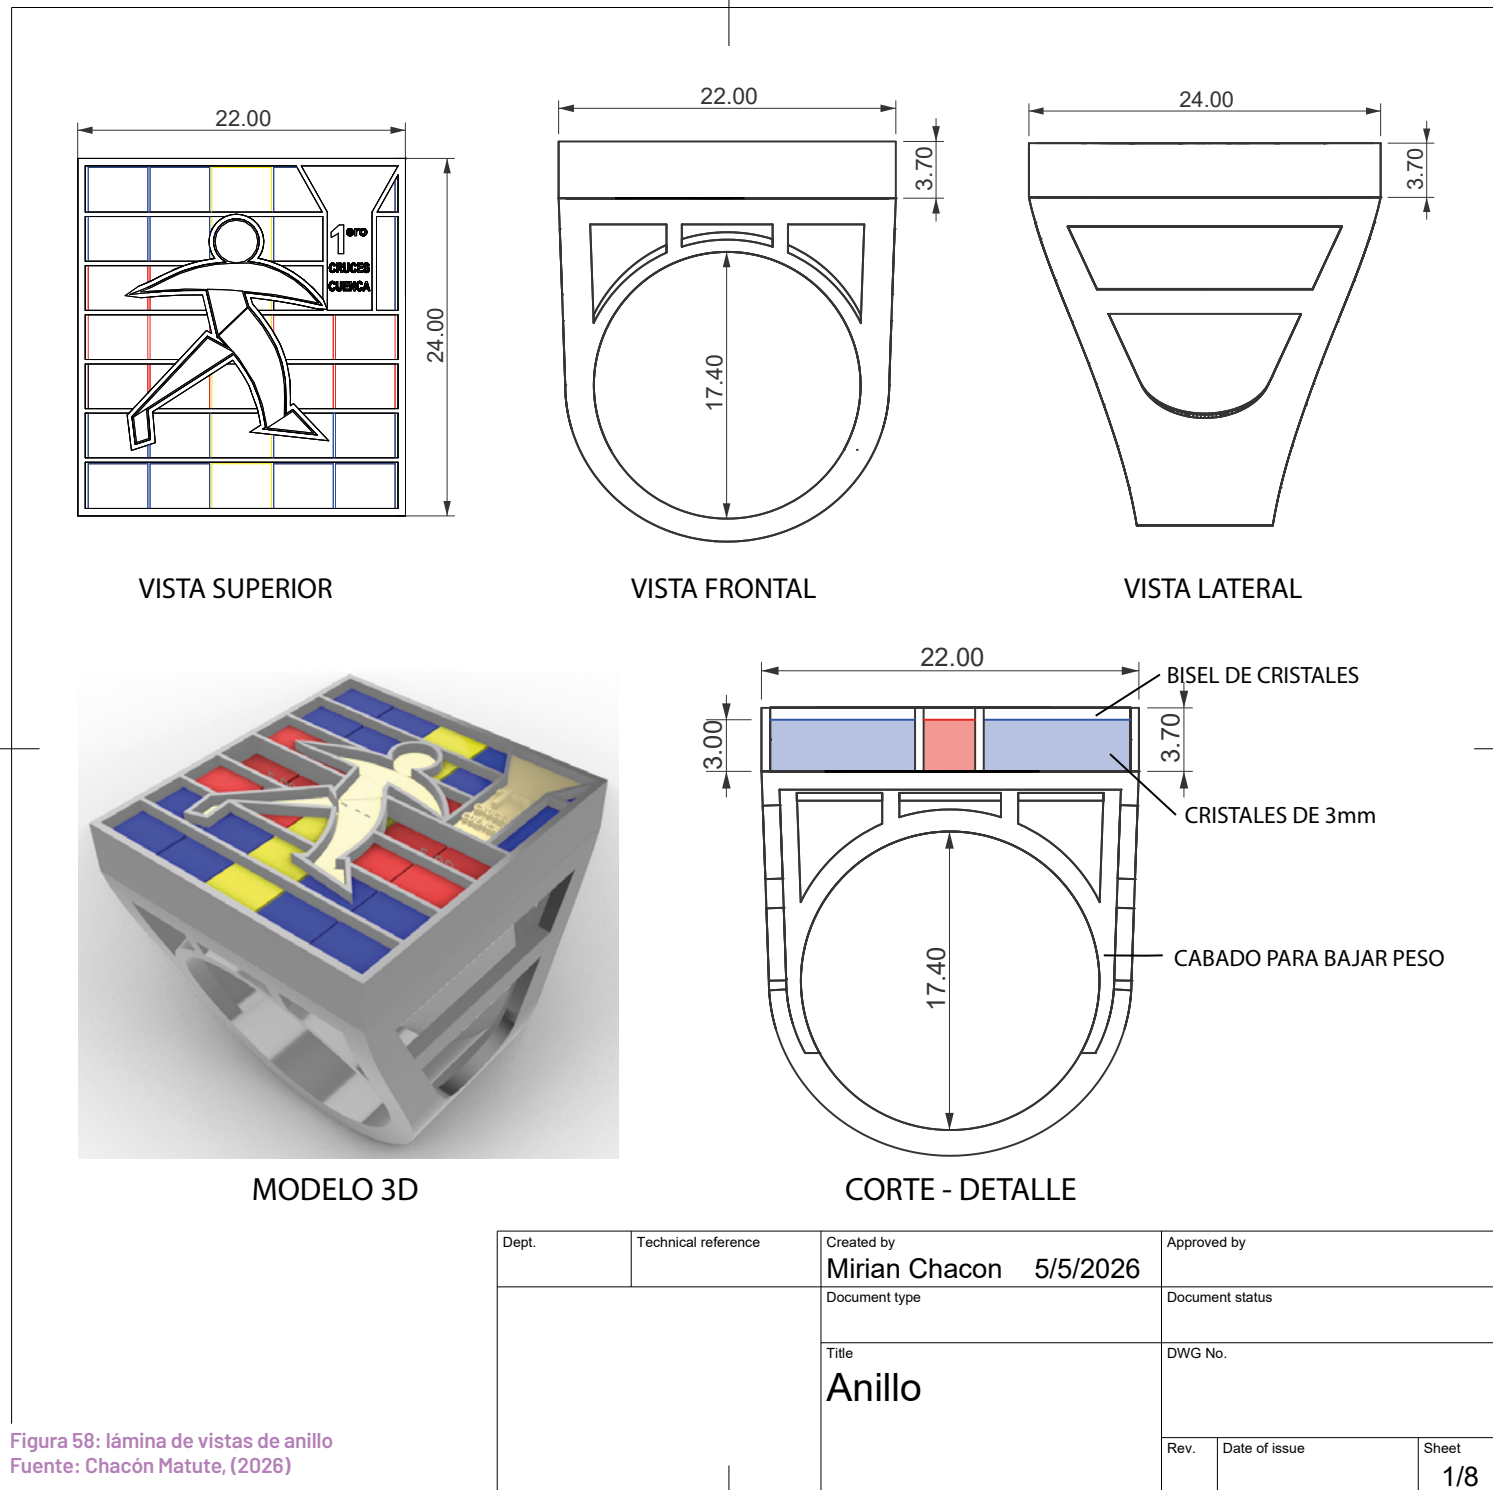 22.00
24.00
1ero
CRUCES
CUENCA
VISTA SUPERIOR
22.00
3.70
17.40
VISTA FRONTAL
24.00
3.70
VISTA LATERAL
MODELO 3D
22.00
BISEL DE CRISTALES
3.00
3.70
CRISTALES DE 3mm
CABADO PARA BAJAR PESO
17.40
CORTE - DETALLE
Dept.
Technical reference
Created by
Mirian Chacon 5/5/2026
Approved by
Document type
Document status
Title
Anillo
DWG No.
Rev.
Date of issue
Sheet
1/8
Figura 58: lámina de vistas de anillo
Fuente: Chacón Matute, (2026)